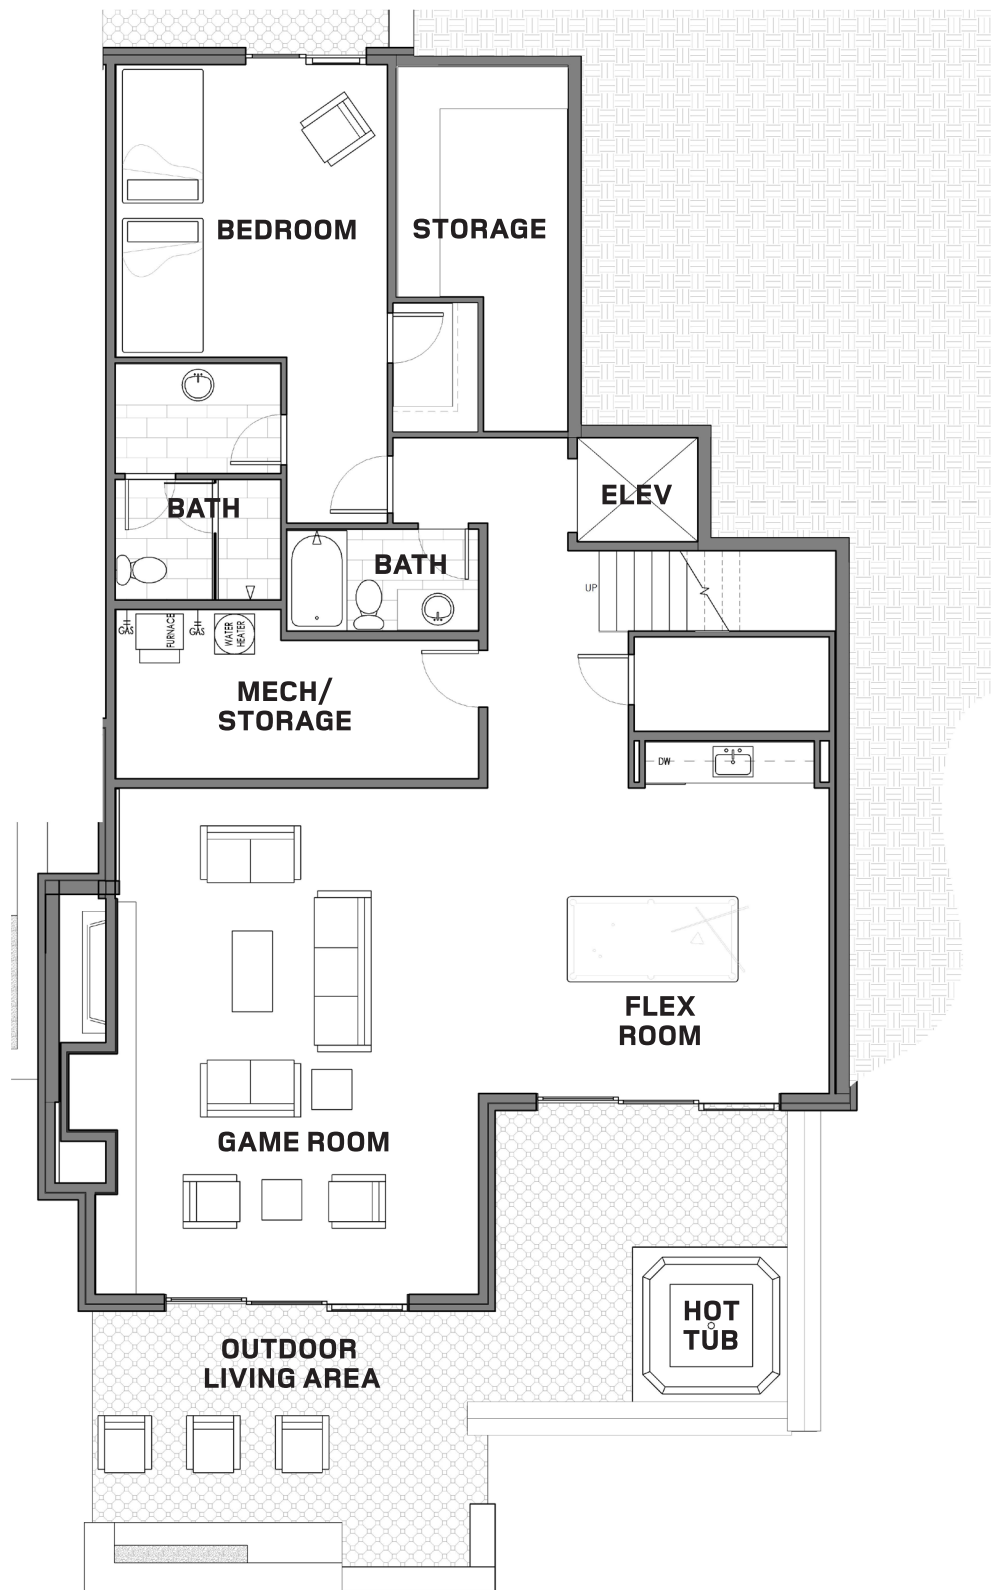 BEDROOM
STORAGE
ELEV
BATH
BATH
UP
GAS
FURNACE
GAS
WATER
HEATER
MECH/
STORAGE
DW
FLEX
ROOM
GAME ROOM
HOT
TUB
OUTDOOR
LIVING AREA